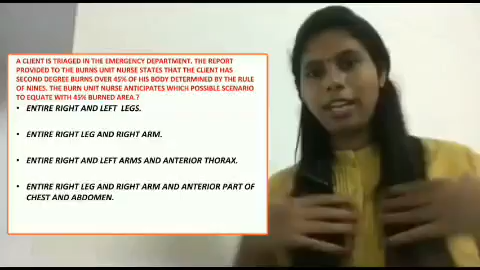 A CLIENT IS TRIAGED IN THE EMERGENCY DEPARTMENT. THE REPORT
PROVIDED TO THE BURNS UNIT NURSE STATES THAT THE CLIENT HAS
SECOND DEGREE BURNS OVER 45% OF HIS BODY DETERMINED BY THE RULE
OF NINES. THE BURN UNIT NURSE ANTICIPATES WHICH POSSIBLE SCENARIO
TO EQUATE WITH 45% BURNED AREA.?
• ENTIRE RIGHT AND LEFT LEGS.
• ENTIRE RIGHT LEG AND RIGHT ARM.
• ENTIRE RIGHT AND LEFT ARMS AND ANTERIOR THORAX.
• ENTIRE RIGHT LEG AND RIGHT ARM AND ANTERIOR PART OF
CHEST AND ABDOMEN.